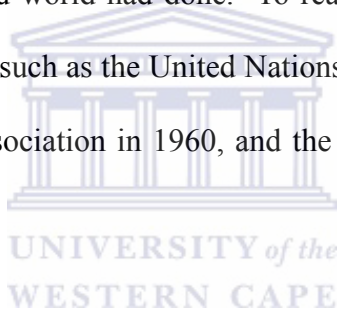 d world had done. To rea
such as the United Nations
sociation in 1960, and the
UNIVERSITY of the
WESTERN CAPE